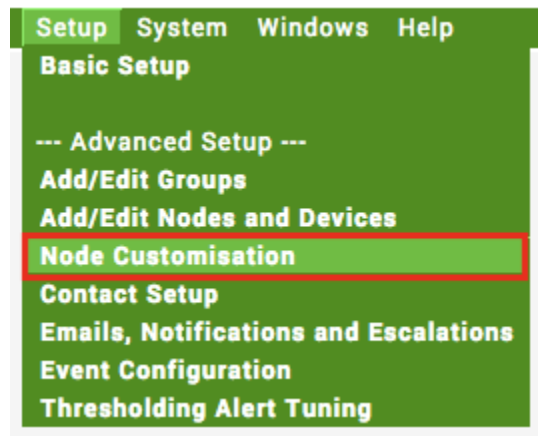 Setup System Windows Help
Basic Setup
--- Advanced Setup ---
Add/Edit Groups
Add/Edit Nodes and Devices
Node Customisation
Contact Setup
Emails, Notifications and Escalations
Event Configuration
Thresholding Alert Tuning